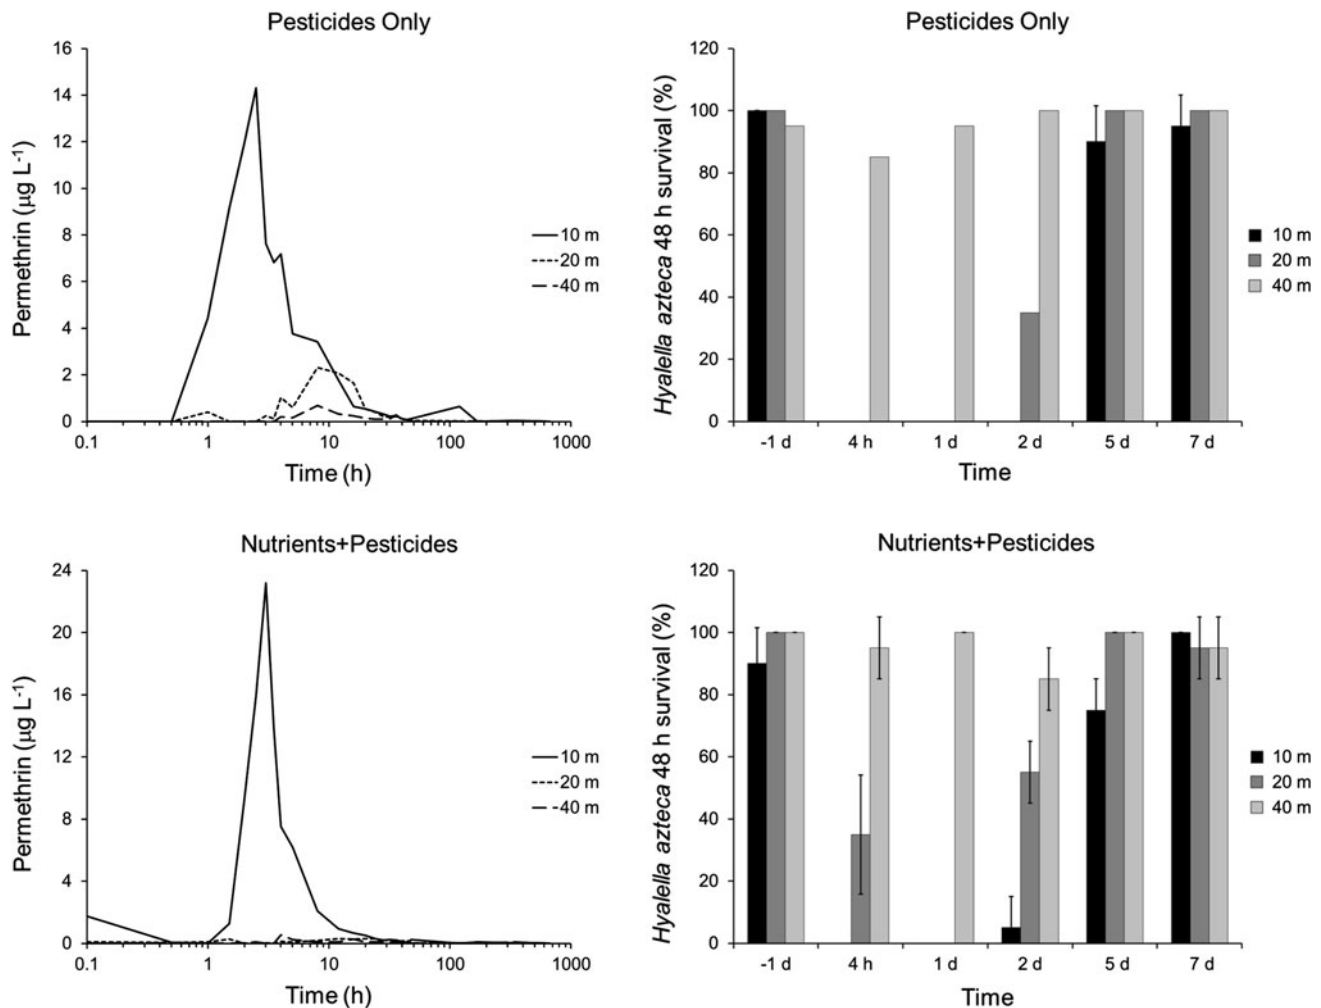 Pesticides Only
16
14
12
10
8
6
4
2
0
Permethrin (µg L-1)
0.1 1 10 100 1000
Time (h)
10 m
20 m
40 m
Pesticides Only
120
100
80
60
40
20
0
Hyalella azteca 48 h survival (%)
-1 d 4 h 1 d 2 d 5 d 7 d
Time
10 m
20 m
40 m
Nutrients+Pesticides
24
20
16
12
8
4
0
Permethrin (µg L-1)
0.1 1 10 100 1000
Time (h)
10 m
20 m
40 m
Nutrients+Pesticides
120
100
80
60
40
20
0
Hyalella azteca 48 h survival (%)
-1 d 4 h 1 d 2 d 5 d 7 d
Time
10 m
20 m
40 m